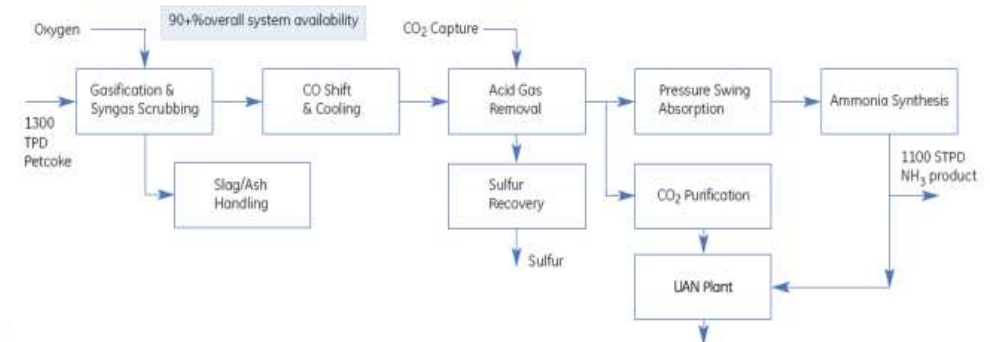 90+%overall system availability
Oxygen
CO₂ Capture
Gasification &
Syngas Scrubbing
CO Shift
& Cooling
Acid Gas
Removal
Pressure Swing
Absorption
Ammonia Synthesis
1300
TPD
Petcoke
1100 STPD
NH₃ product
Slag/Ash
Handling
Sulfur
Recovery
CO₂ Purification
Sulfur
UAN Plant